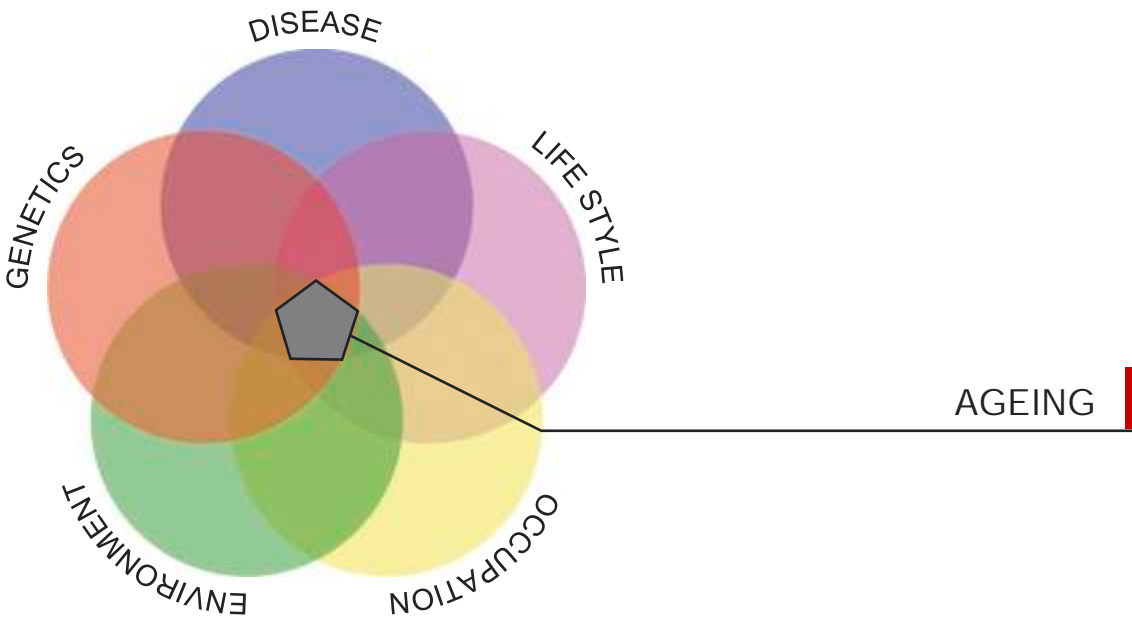 DISEASE
LIFE STYLE
GENETICS
AGEING
ENVIRONMENT
OCCUPATION